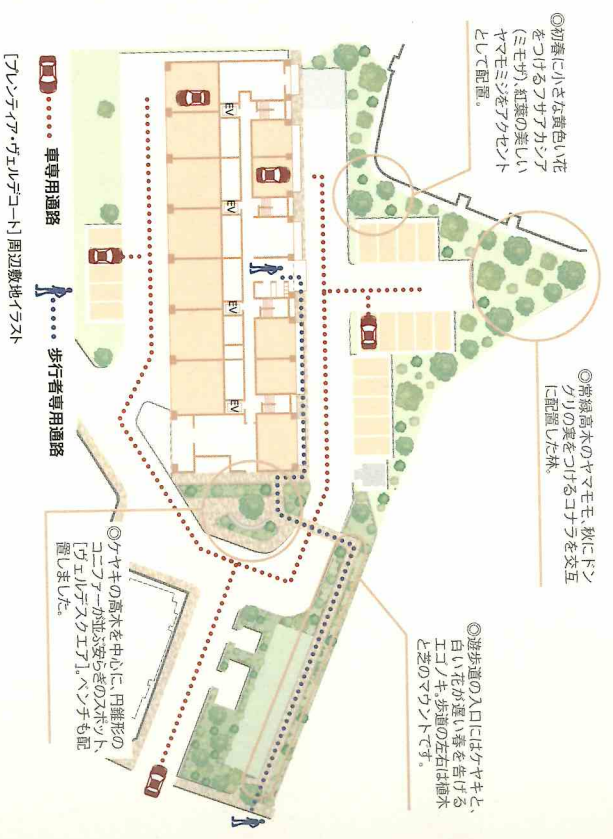 ◎初春に小さな黄色い花
をつけるフサアカシア
(ミモザ)、紅葉の美しい
ヤマモミジをアクセント
として配置。
◎常緑高木のヤマモモ、秋にドン
グリの実をつけるコナラを交互
に配置した林。
◎遊歩道の入口にはケヤキと、
白い花が遅い春を告げる
エゴノキ。歩道の左右は植木
と芝のマウントです。
EV
EV
EV
EV
◎ケヤキの高木を中心に、円錐形の
コニファーが並ぶ安らぎのスポット、
[ヴェルデスクエア]。ベンチも配
置しました。
車専用通路
歩行者専用通路
[プレンティア・ヴェルデコート]周辺敷地イラスト